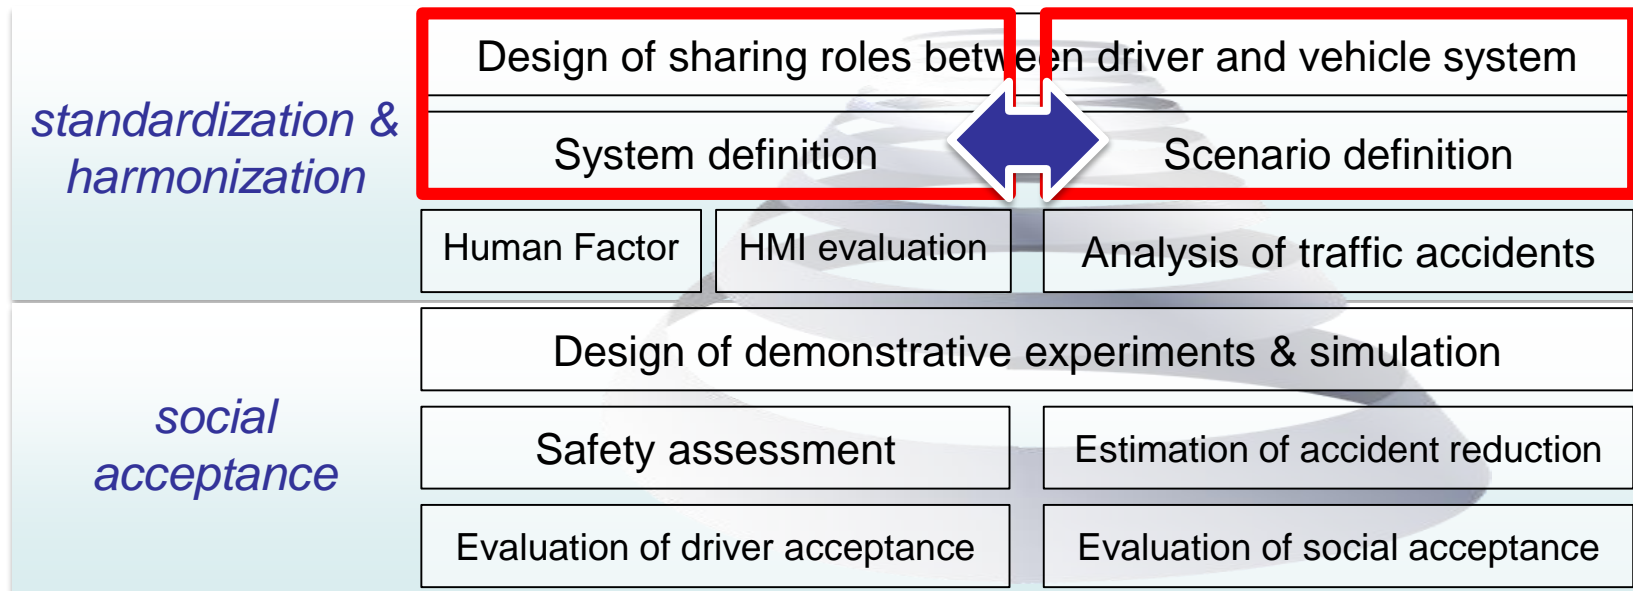 standardization &
harmonization
Design of sharing roles between driver and vehicle system
System definition
Scenario definition
Human Factor
HMI evaluation
Analysis of traffic accidents
social
acceptance
Design of demonstrative experiments & simulation
Safety assessment
Estimation of accident reduction
Evaluation of driver acceptance
Evaluation of social acceptance